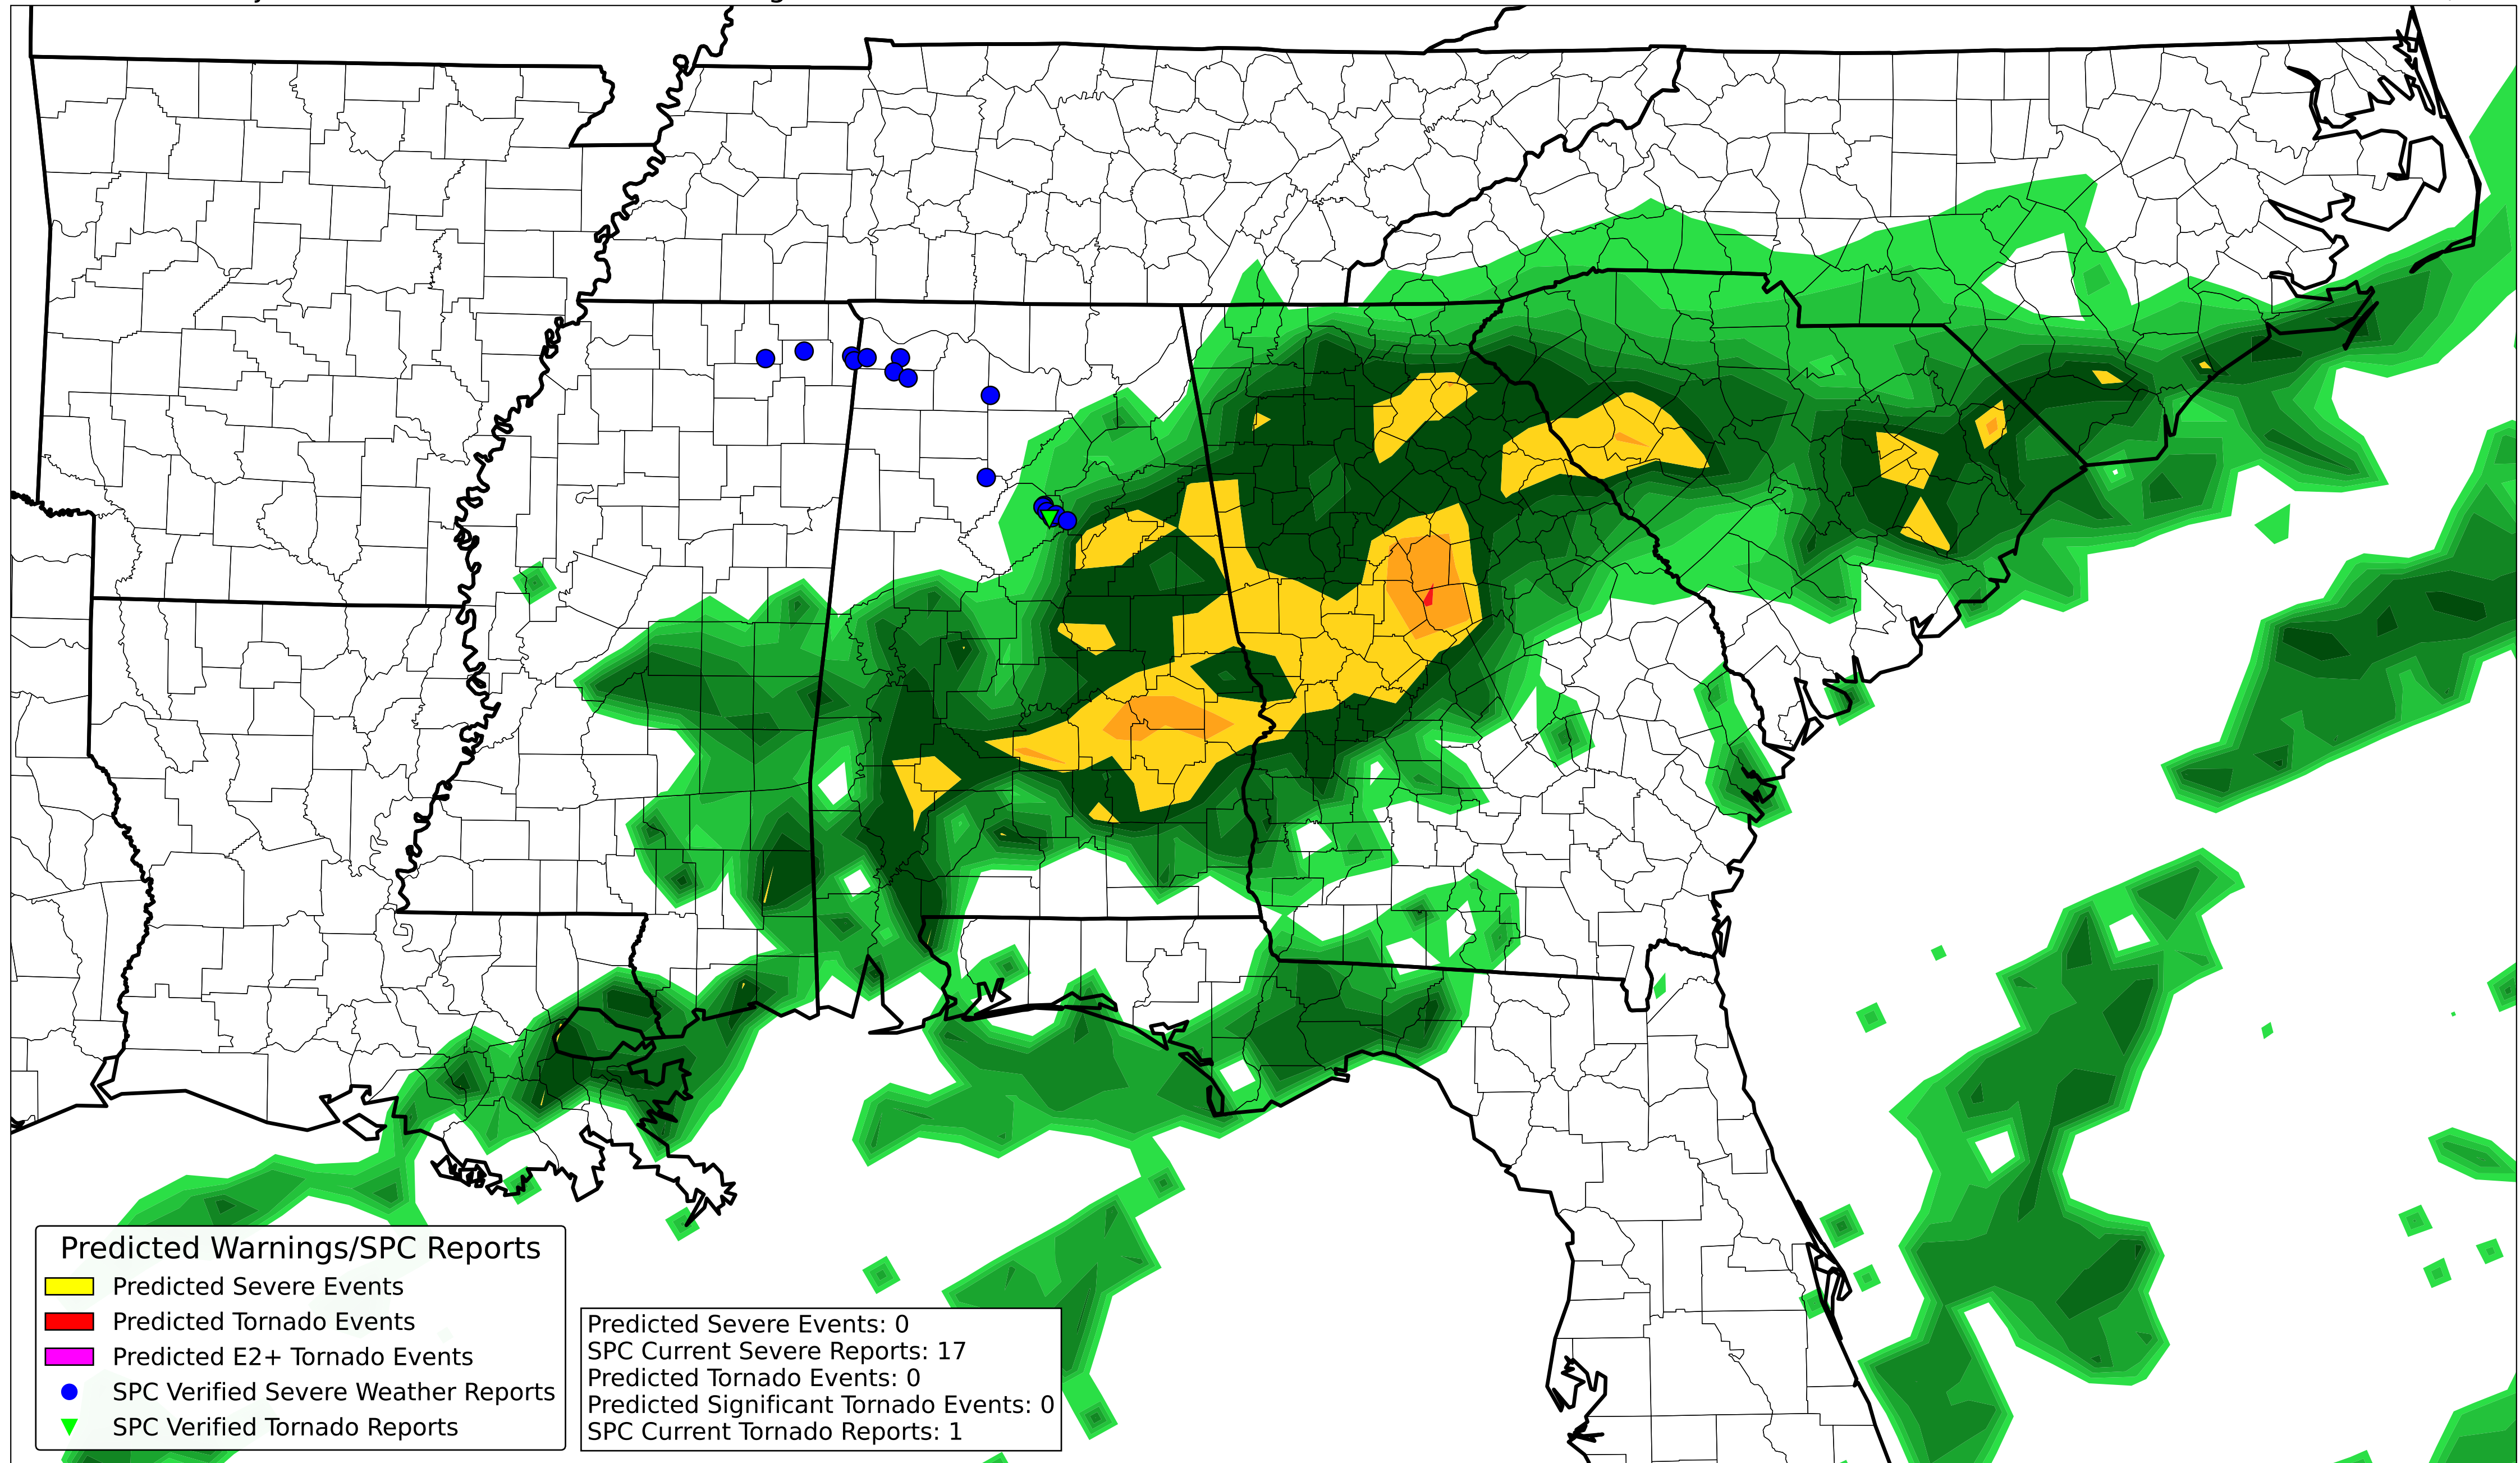 Predicted Warnings/SPC Reports
Predicted Severe Events
Predicted Tornado Events
Predicted E2+ Tornado Events
SPC Verified Severe Weather Reports
SPC Verified Tornado Reports
Predicted Severe Events: 0
SPC Current Severe Reports: 17
Predicted Tornado Events: 0
Predicted Significant Tornado Events: 0
SPC Current Tornado Reports: 1